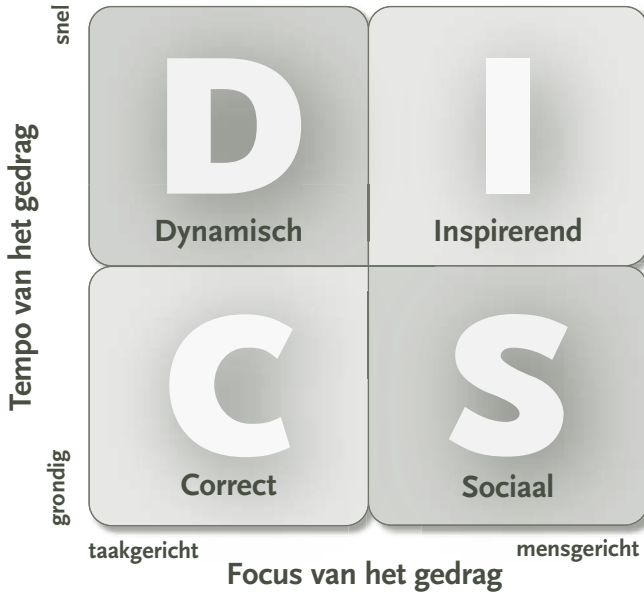 snel
D
I
Dynamisch
Inspirerend
Tempo van het gedrag
C
S
Correct
Sociaal
grondig
taakgericht
mensgericht
Focus van het gedrag